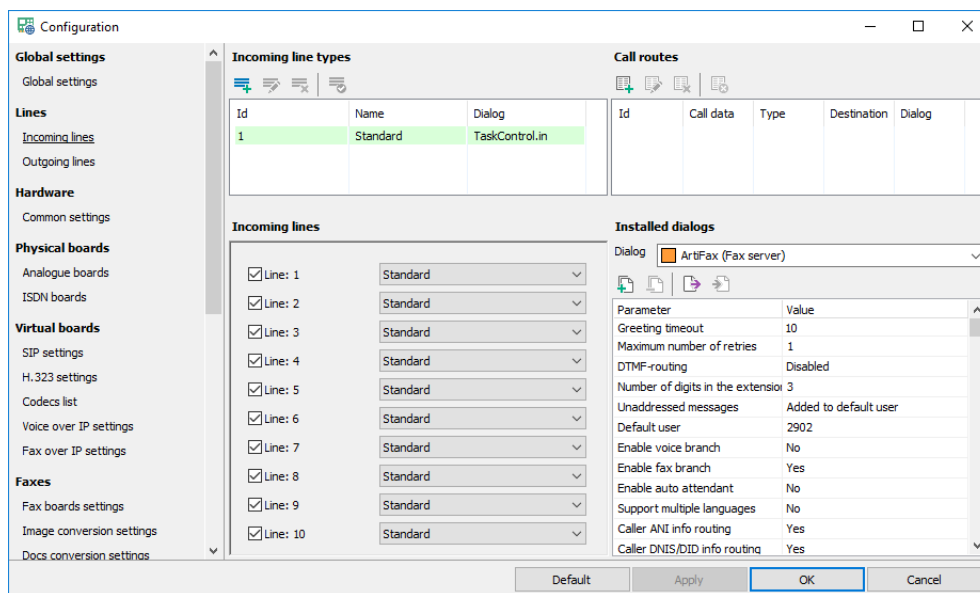 Configuration
Global settings
Global settings
Lines
Incoming lines
Outgoing lines
Hardware
Common settings
Physical boards
Analogue boards
ISDN boards
Virtual boards
SIP settings
H.323 settings
Codecs list
Voice over IP settings
Fax over IP settings
Faxes
Fax boards settings
Image conversion settings
Docs conversion settings
Incoming line types
Id Name Dialog
1 Standard TaskControl.in
Call routes
Id Call data Type Destination Dialog
Incoming lines
Line: 1 Standard
Line: 2 Standard
Line: 3 Standard
Line: 4 Standard
Line: 5 Standard
Line: 6 Standard
Line: 7 Standard
Line: 8 Standard
Line: 9 Standard
Line: 10 Standard
Installed dialogs
Dialog ArtiFax (Fax server)
Parameter Value
Greeting timeout 10
Maximum number of retries 1
DTMF-routing Disabled
Number of digits in the extension 3
Unaddressed messages Added to default user
Default user 2902
Enable voice branch No
Enable fax branch Yes
Enable auto attendant No
Support multiple languages No
Caller ANI info routing Yes
Caller DNIS/DID info routing Yes
Default Apply OK Cancel